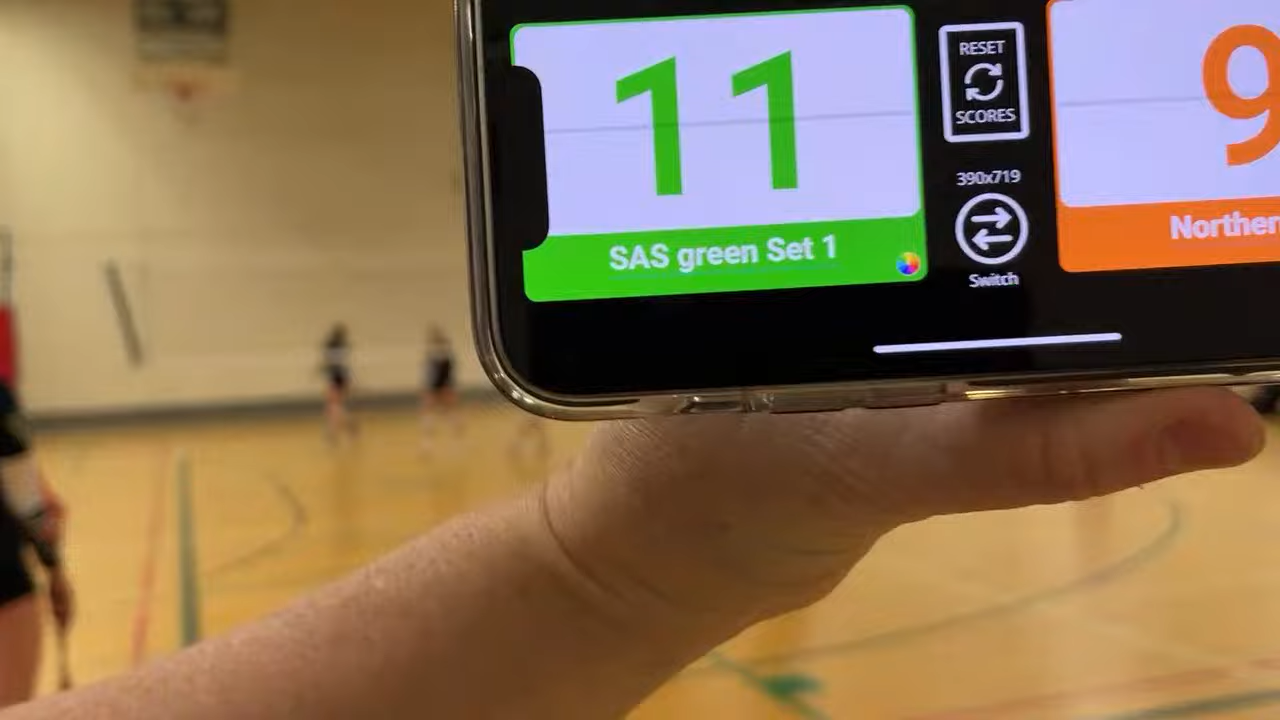 11
SAS green Set 1
RESET
SCORES
390x719
Switch
9
Norther